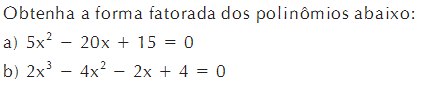 Obtenha a forma fatorada dos polinômios abaixo:
a) 5x² − 20x + 15 = 0
b) 2x³ − 4x² − 2x + 4 = 0